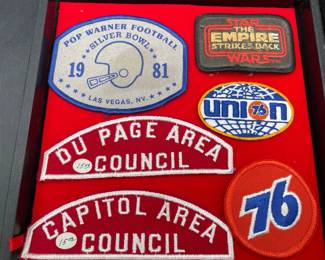 POP WARNER FOOTBALL
SILVER BOWL
19 81
LAS VEGAS, NV.
STAR
THE
EMPIRE
STRIKES BACK
WARS
UNION
76
DU PAGE AREA
COUNCIL
CAPITOL AREA
COUNCIL
76